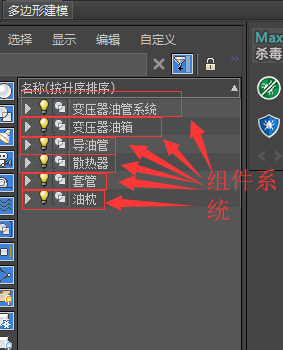 多边形建模
选择 显示 编辑 自定义
名称(按升序排序)
变压器油管系统
变压器油箱
导油管
散热器
套管
油枕
组件系
统
Max
杀毒